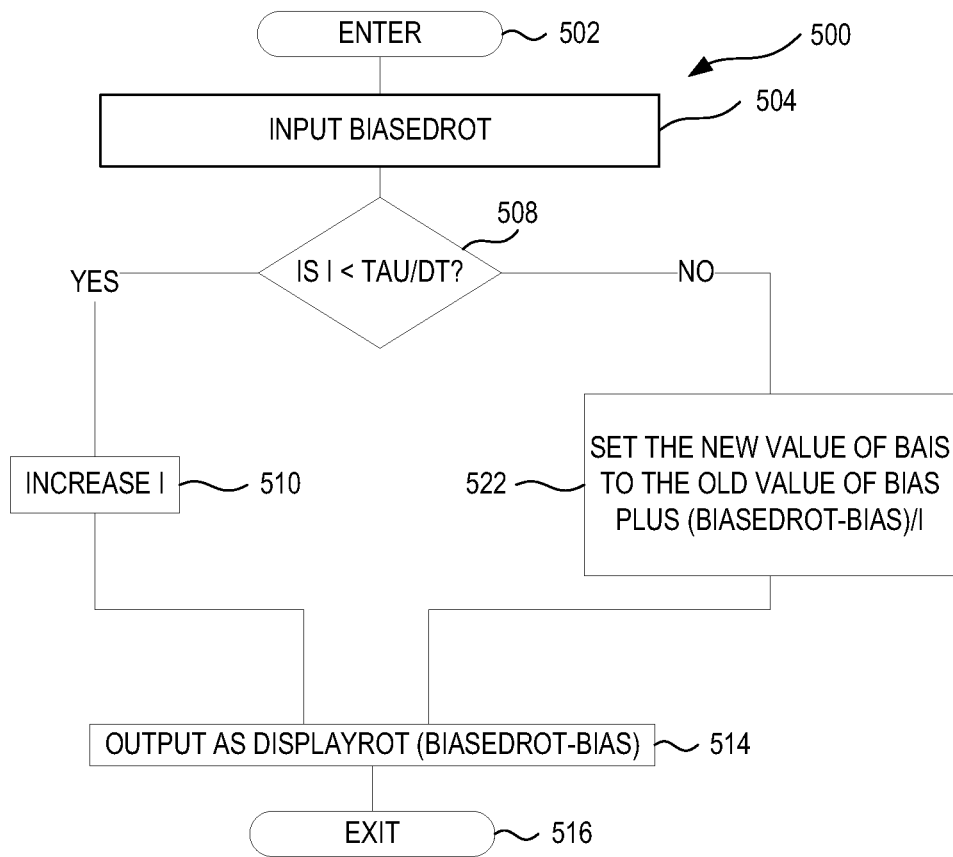 ENTER
502
500
504
INPUT BIASEDROT
508
IS I < TAU/DT?
YES
NO
INCREASE I
510
522
SET THE NEW VALUE OF BAIS
TO THE OLD VALUE OF BIAS
PLUS (BIASEDROT-BIAS)/I
OUTPUT AS DISPLAYROT (BIASEDROT-BIAS)
514
EXIT
516